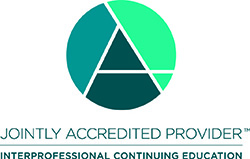 JOINTLY ACCREDITED PROVIDER™
INTERPROFESSIONAL CONTINUING EDUCATION